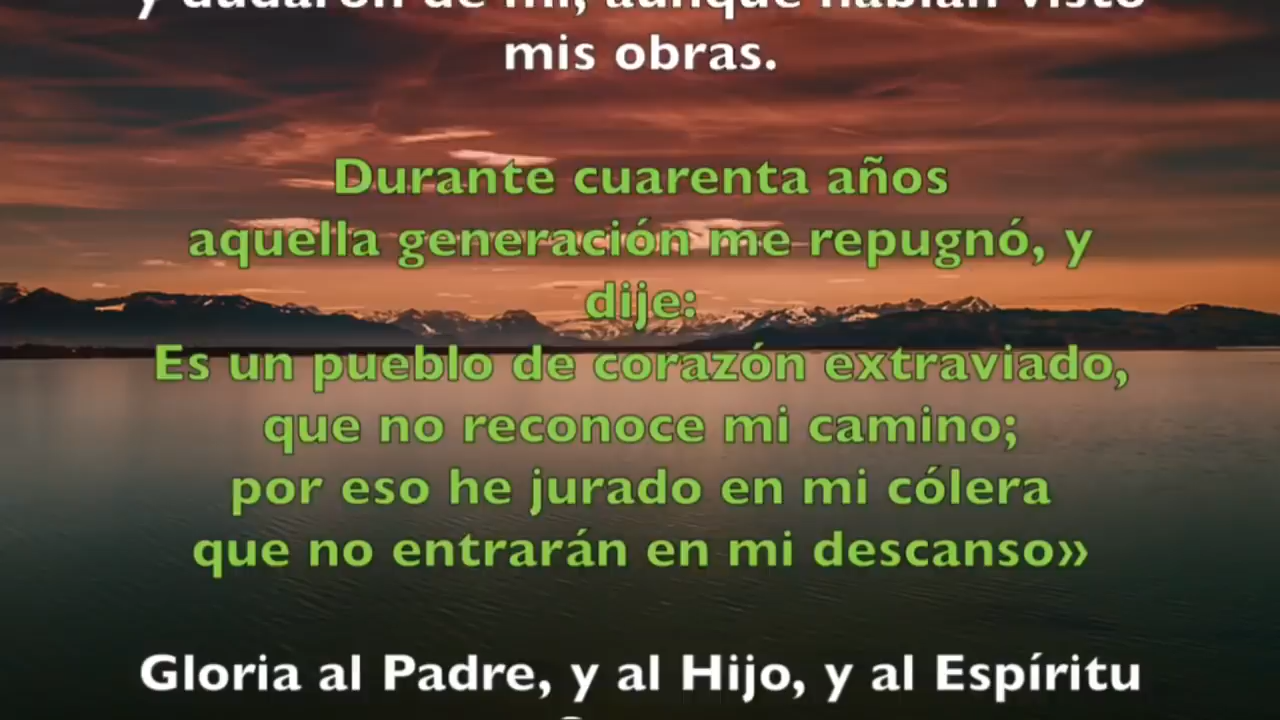 y dudaron de mí, aunque habían visto
mis obras.
Durante cuarenta años
aquella generación me repugnó, y
dije:
Es un pueblo de corazón extraviado,
que no reconoce mi camino;
por eso he jurado en mi cólera
que no entrarán en mi descanso»
Gloria al Padre, y al Hijo, y al Espíritu